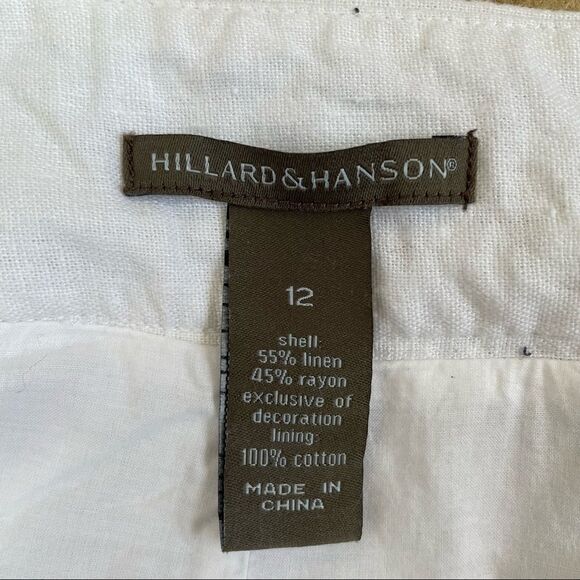 HILLARD&HANSON®
12
shell:
55% linen
45% rayon
exclusive of
decoration
lining:
100% cotton
MADE IN
CHINA